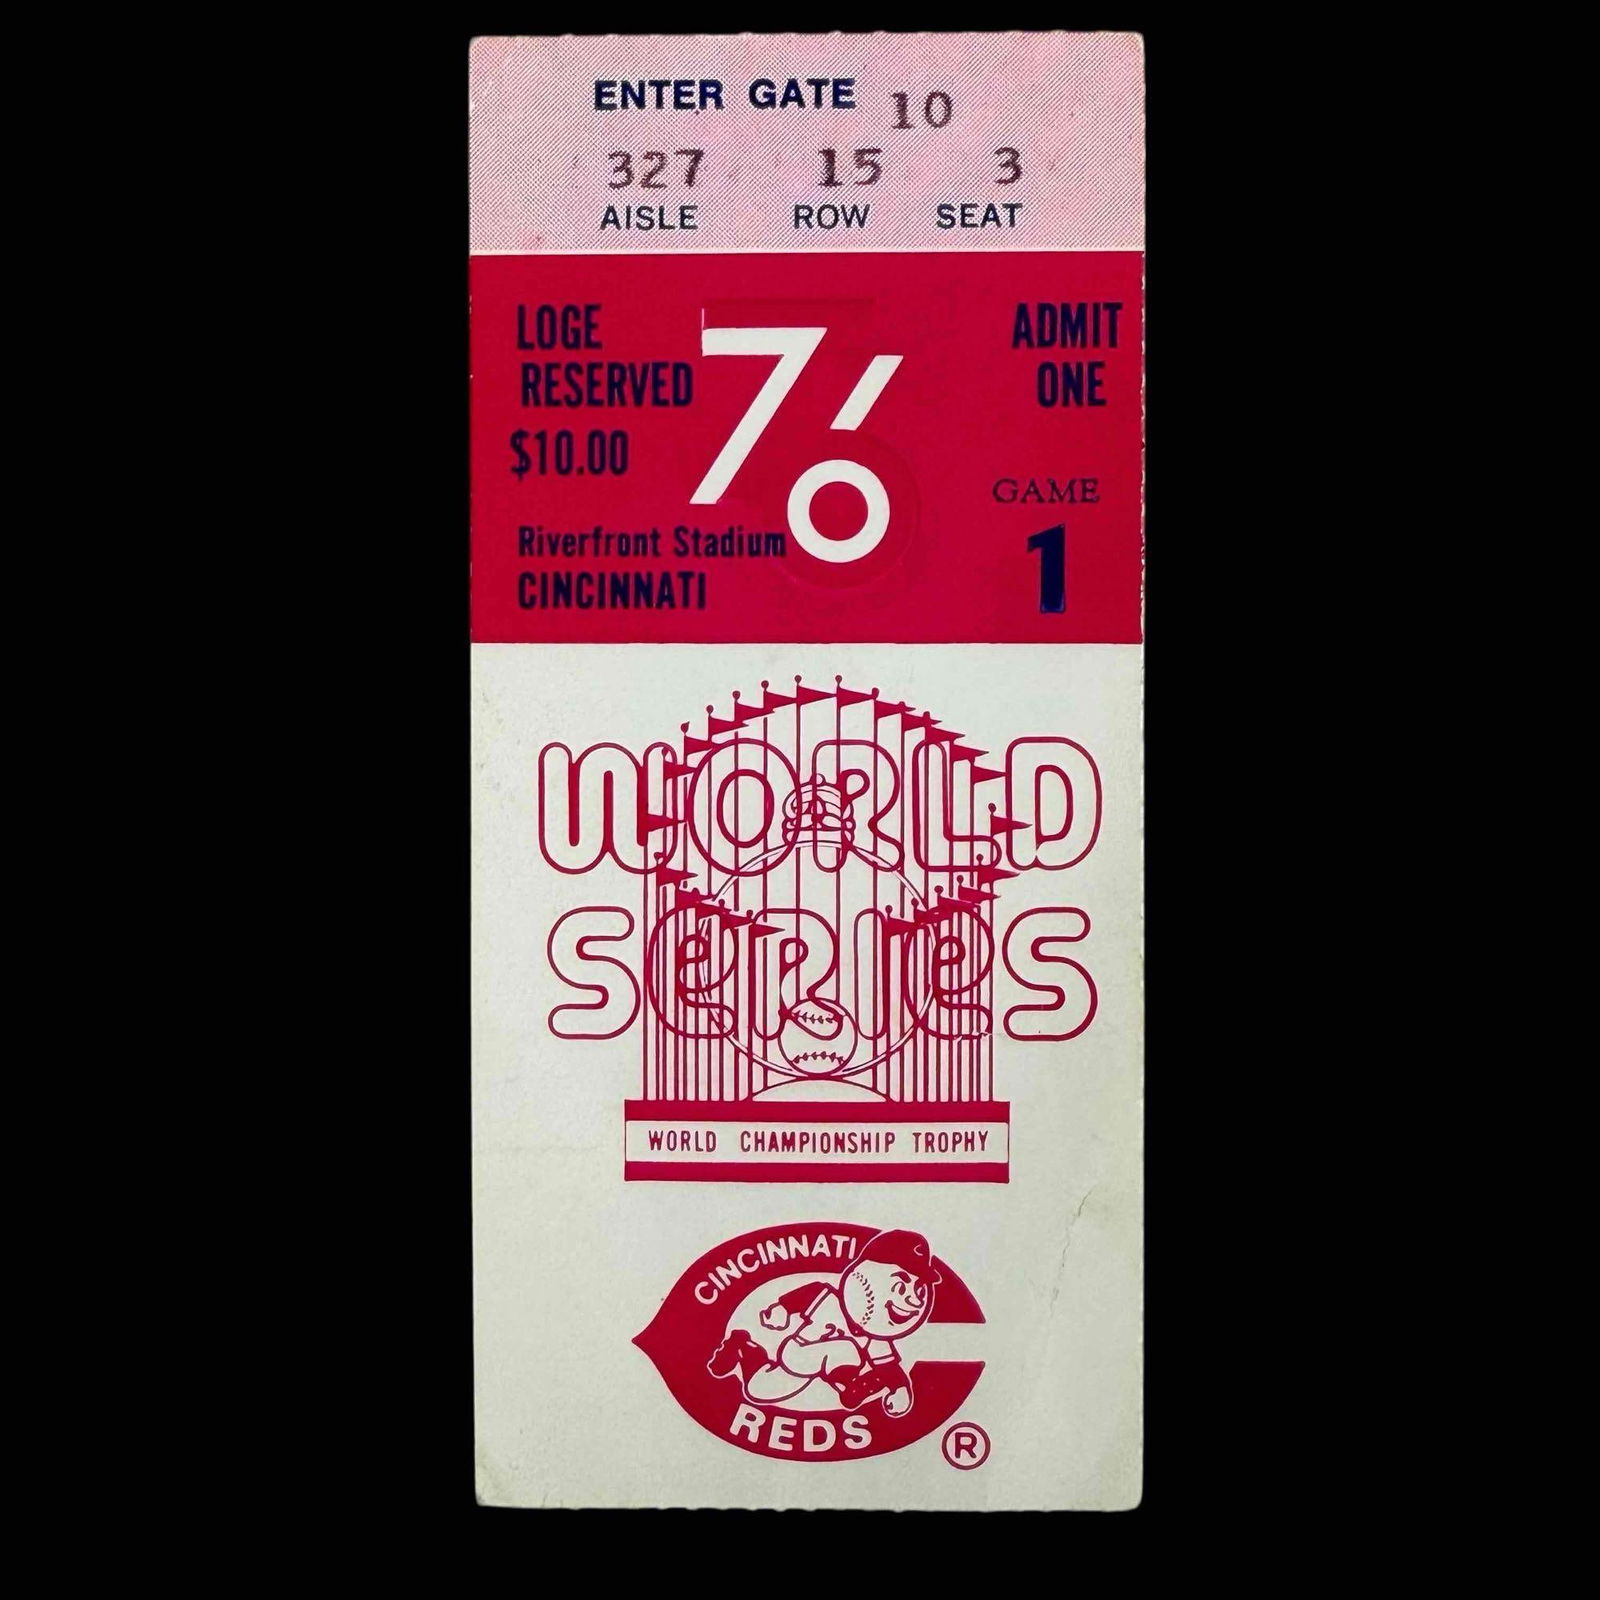 ENTER GATE 10
327 15 3
AISLE ROW SEAT
LOGE
RESERVED
$10.00
76
ADMIT
ONE
GAME
1
Riverfront Stadium
CINCINNATI
WORLD
SERIES
WORLD CHAMPIONSHIP TROPHY
CINCINNATI
REDS
®